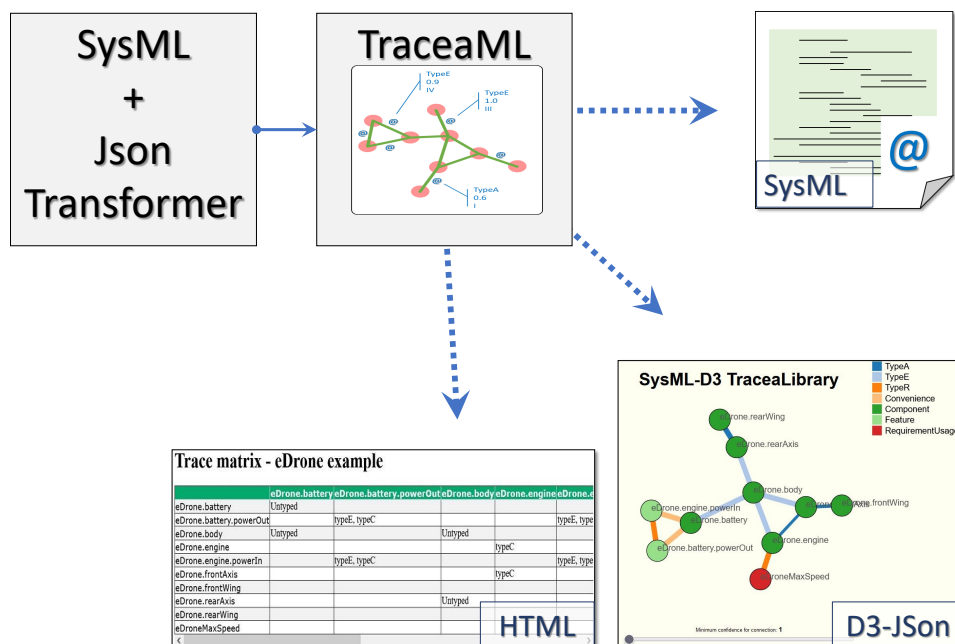 SysML
+
Json
Transformer
TraceaML
TypeE
0.9
IV
TypeE
1.0
III
@
@
@
@
@
@
TypeA
0.6
I
@
SysML
Trace matrix - eDrone example
eDrone.battery eDrone.battery.powerOut eDrone.body eDrone.engine eDrone.e
eDrone.battery Untyped
eDrone.battery.powerOut typeE, typeC typeE, type
eDrone.body Untyped Untyped
eDrone.engine typeC
eDrone.engine.powerIn typeE, typeC typeE, type
eDrone.frontAxis typeC
eDrone.frontWing
eDrone.rearAxis Untyped
eDrone.rearWing
eDroneMaxSpeed
HTML
SysML-D3 TraceaLibrary
TypeA
TypeE
TypeR
Convenience
Component
Feature
RequirementUsag
eDrone.rearWing
eDrone.rearAxis
eDrone.body
eDrone.frontWing
eDrone.engine.powerIn
eDrone.battery
eDrone.engine
eDrone.battery.powerOut
eDroneMaxSpeed
Minimum confidence for connection: 1
D3-JSon